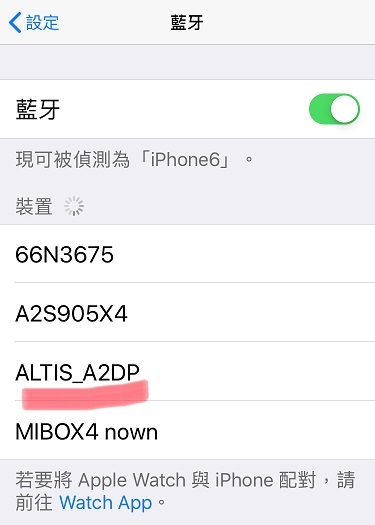 設定
藍牙
藍牙
現可被偵測為「iPhone6」。
裝置
66N3675
A2S905X4
ALTIS_A2DP
MIBOX4 nown
若要將 Apple Watch 與 iPhone 配對，請
前往 Watch App。